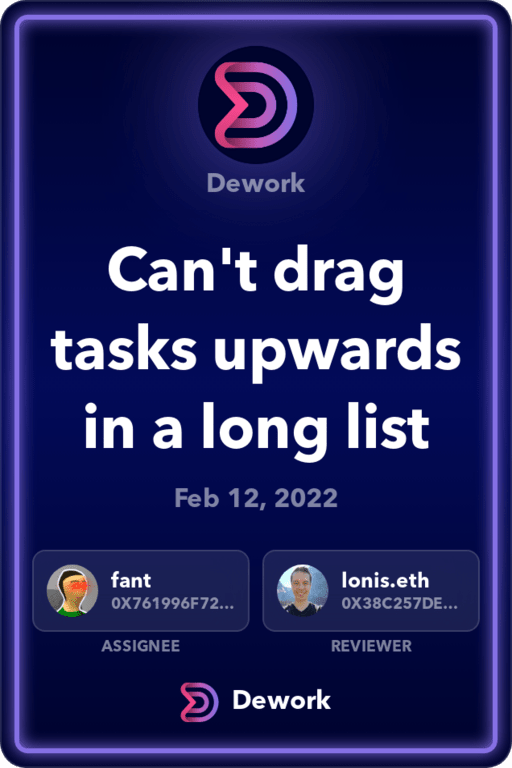 Dework
Can't drag
tasks upwards
in a long list
Feb 12, 2022
fant
0X761996F72...
lonis.eth
0X38C257DE...
ASSIGNEE
REVIEWER
Dework